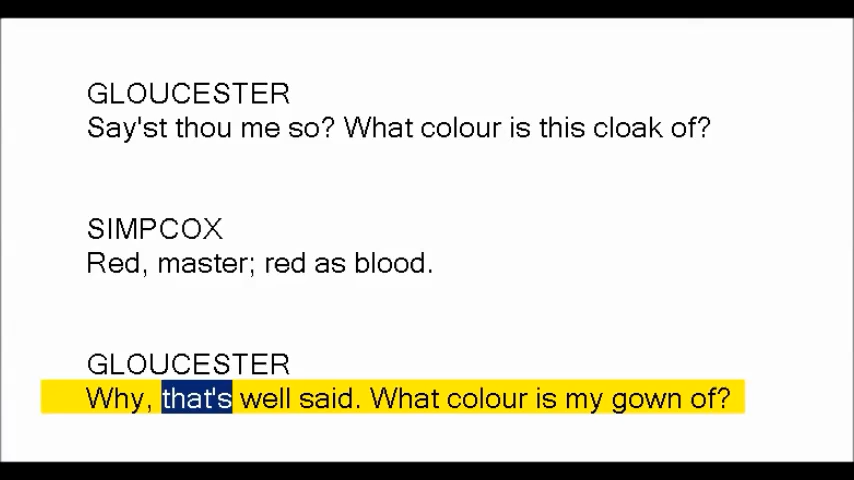 GLOUCESTER
Say'st thou me so? What colour is this cloak of?
SIMPCOX
Red, master; red as blood.
GLOUCESTER
Why, that's well said. What colour is my gown of?